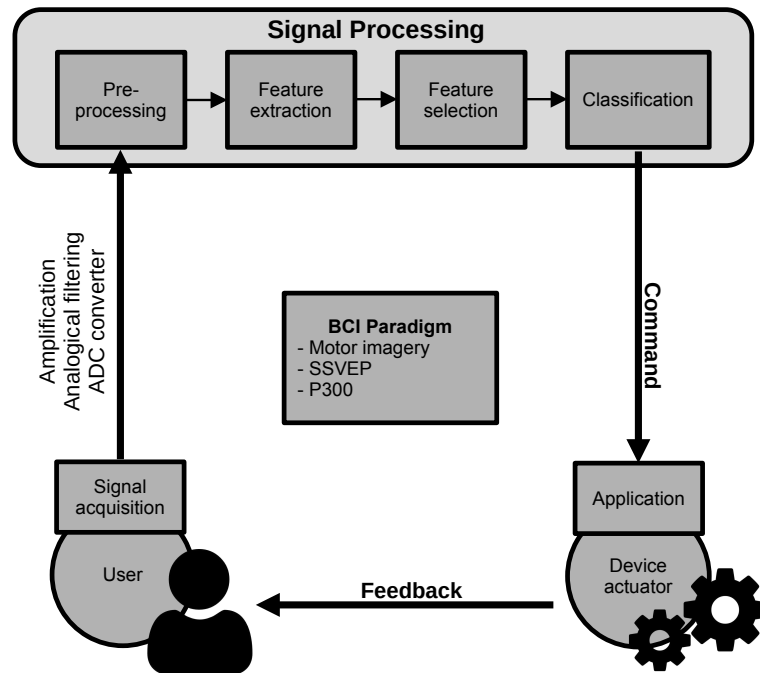 Signal Processing
Pre-
processing
Feature
extraction
Feature
selection
Classification
Amplification
Analogical filtering
ADC converter
BCI Paradigm
- Motor imagery
- SSVEP
- P300
Command
Signal
acquisition
User
Application
Device
actuator
Feedback